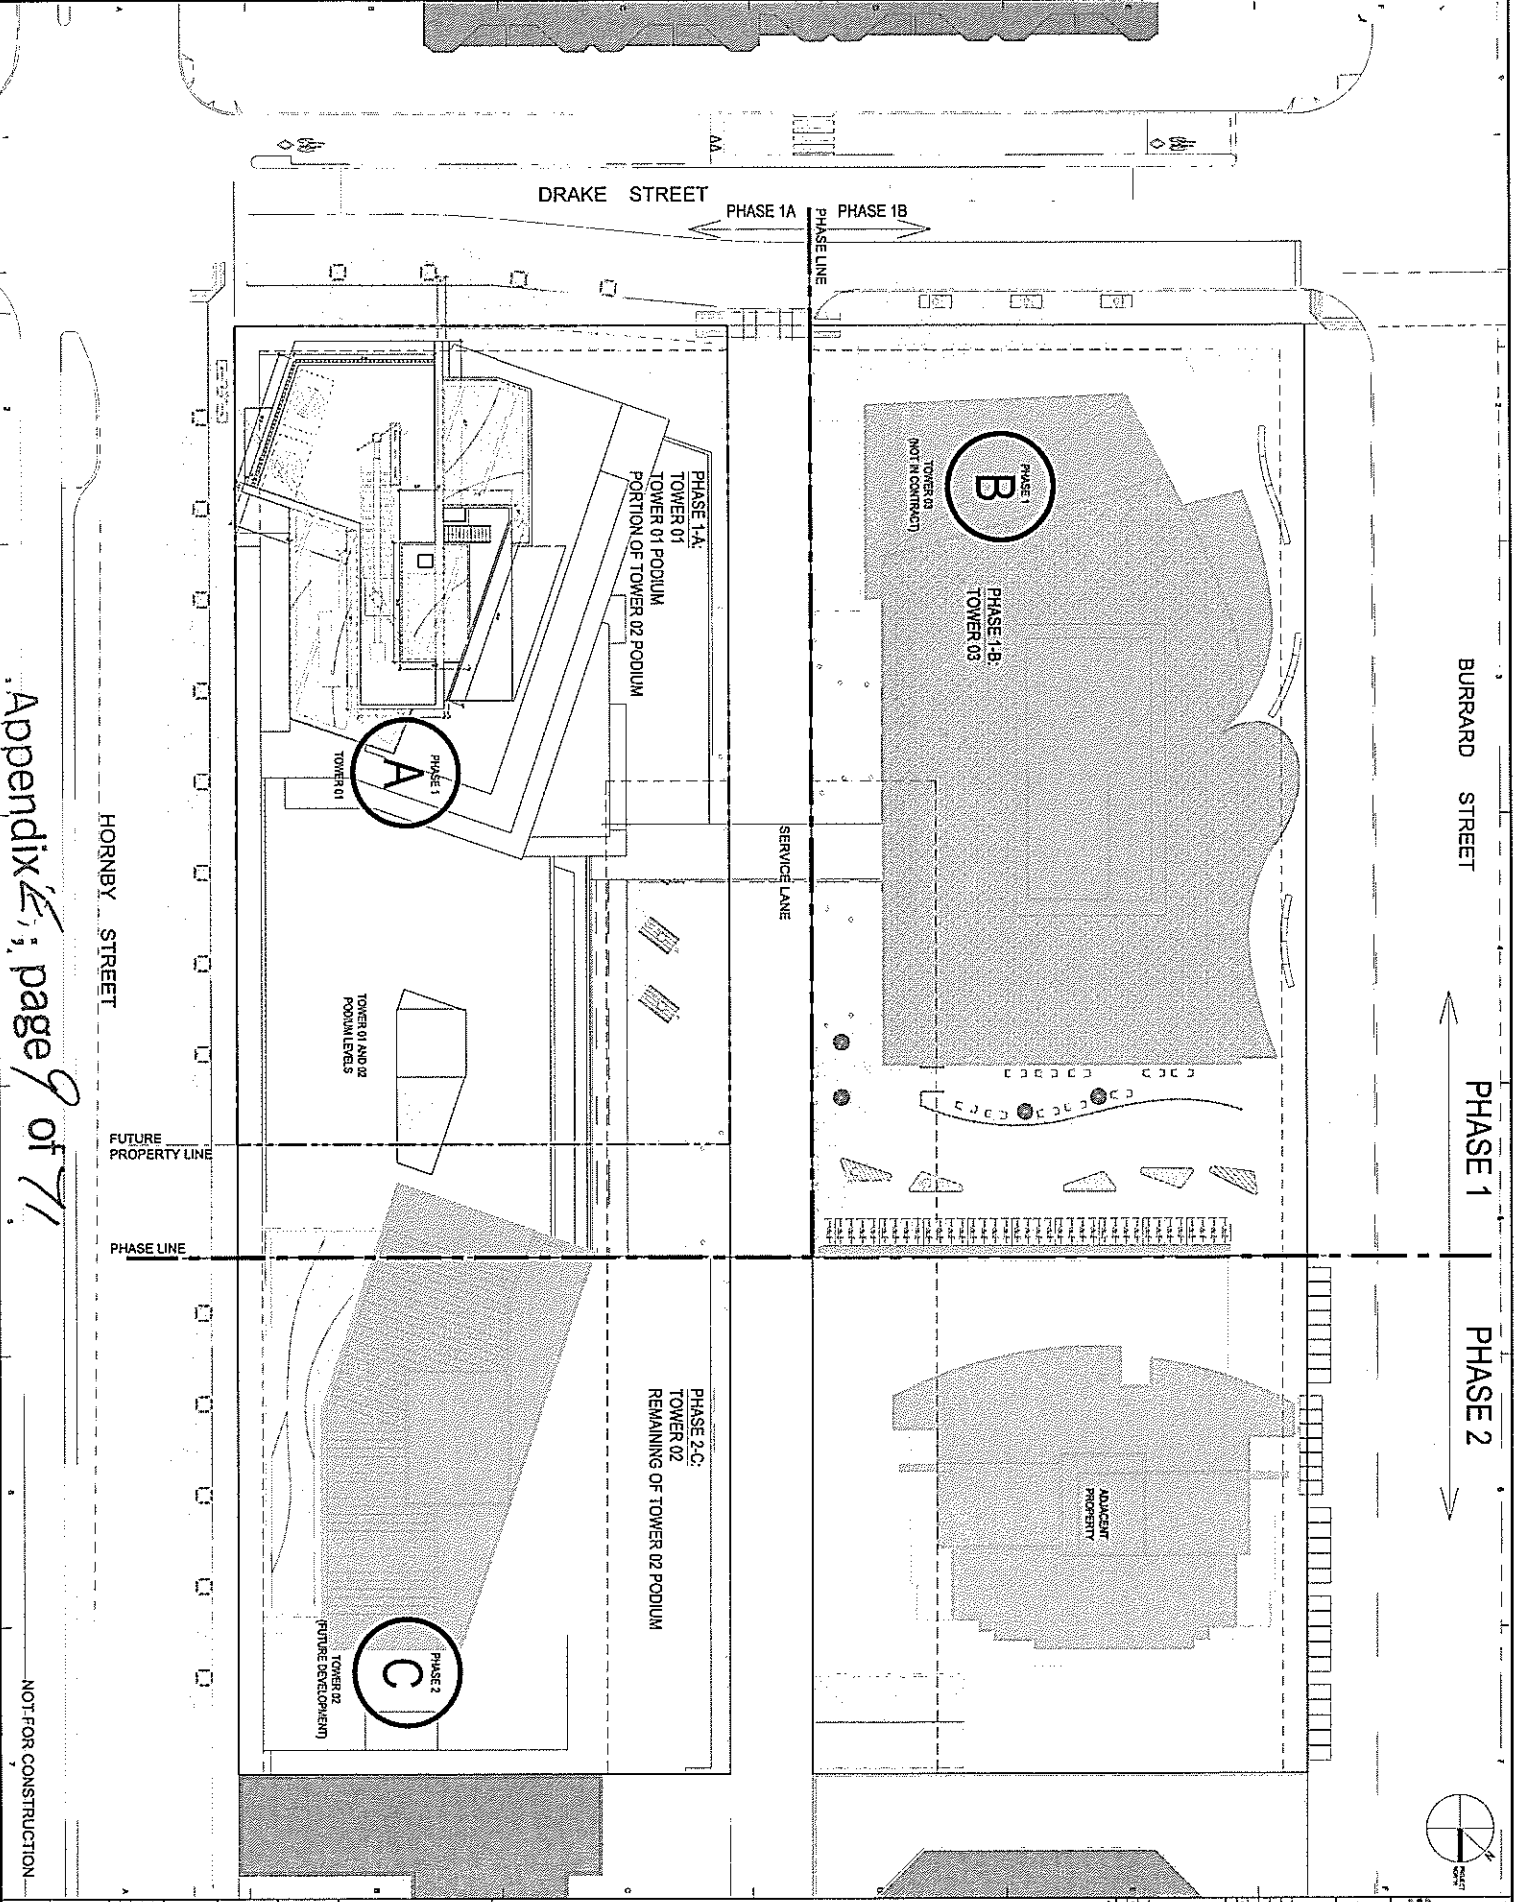 DRAKE STREET
PHASE 1A
PHASE 1B
PHASE LINE
BURRARD STREET
PHASE 1
PHASE 2
PHASE 1
B
TOWER 03
(NOT IN CONTRACT)
PHASE 1-B:
TOWER 03
PHASE 1-A:
TOWER 01
TOWER 01 PODIUM
PORTION OF TOWER 02 PODIUM
PHASE 1
A
TOWER 01
SERVICE LANE
HORNBY STREET
TOWER 01 AND 02
PODIUM LEVELS
FUTURE
PROPERTY LINE
PHASE LINE
PHASE 2-C:
TOWER 02
REMAINING OF TOWER 02 PODIUM
ADJACENT
PROPERTY
PHASE 2
C
TOWER 02
(FUTURE DEVELOPMENT)
PROJECT
NORTH
N
NOT FOR CONSTRUCTION
Appendix E; page 9 of 71